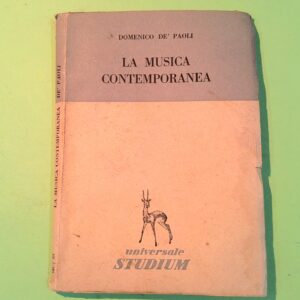 DOMENICO DE' PAOLI
LA MUSICA
CONTEMPORANEA
universale
STUDIUM
LA MUSICA CONTEMPORANEA DE' PAOLI